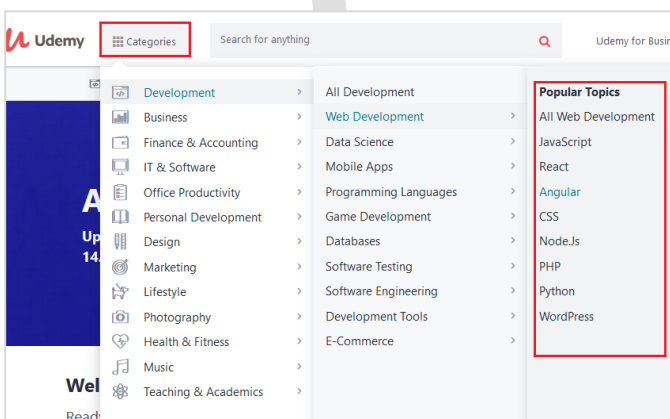 Udemy
Categories
Search for anything
Udemy for Busi
Development
Business
Finance & Accounting
IT & Software
Office Productivity
Personal Development
Design
Marketing
Lifestyle
Photography
Health & Fitness
Music
Teaching & Academics
All Development
Web Development
Data Science
Mobile Apps
Programming Languages
Game Development
Databases
Software Testing
Software Engineering
Development Tools
E-Commerce
Popular Topics
All Web Development
JavaScript
React
Angular
CSS
Node.Js
PHP
Python
WordPress
A
Up
14.
Wel
Read